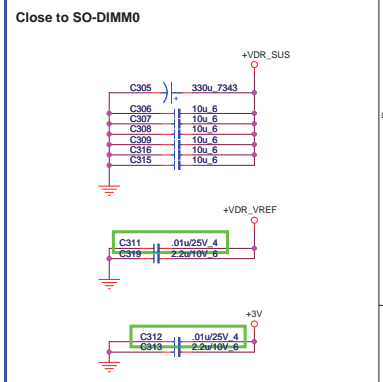 Close to SO-DIMM0
+VDR_SUS
C305 330u_7343
+
C306 10u_6
C307 10u_6
C308 10u_6
C309 10u_6
C316 10u_6
C315 10u_6
+VDR_VREF
C311 .01u/25V_4
C319 2.2u/10V_6
+3V
C312 .01u/25V_4
C313 2.2u/10V_6